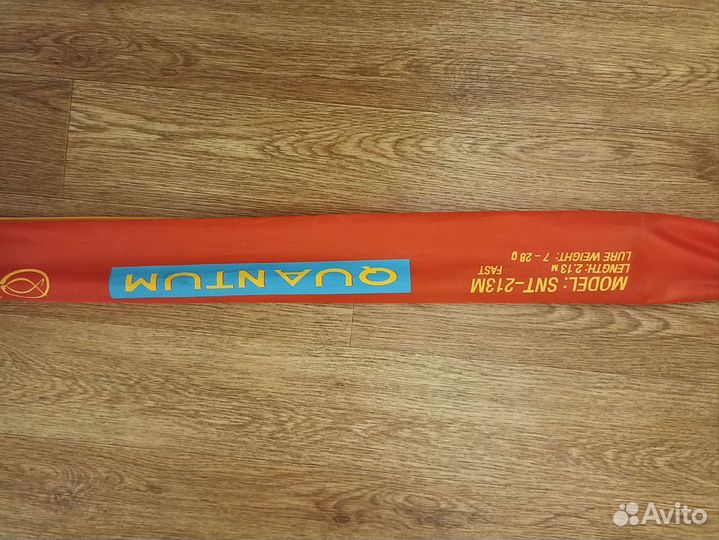 MODEL: SNT-213M
LENGTH: 2.13 м
LURE WEIGHT: 7 – 28 g
FAST
QUANTUM
Avito